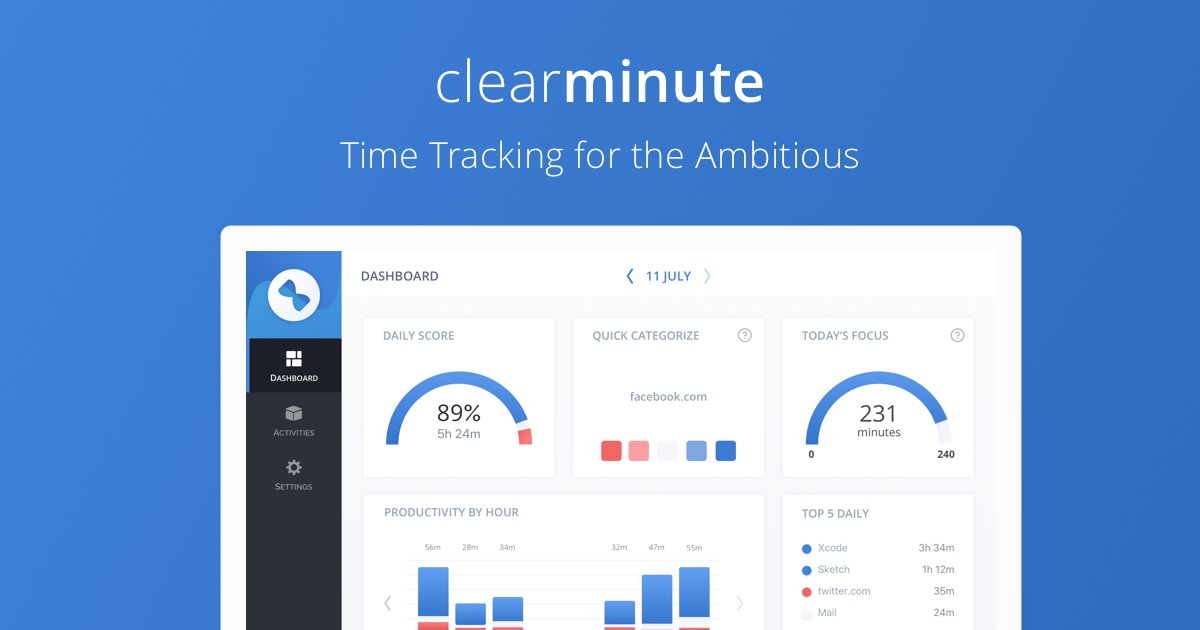 clearminute
Time Tracking for the Ambitious
DASHBOARD
11 JULY
DASHBOARD
ACTIVITIES
SETTINGS
DAILY SCORE
89%
5h 24m
QUICK CATEGORIZE
?
facebook.com
TODAY'S FOCUS
?
231
minutes
0
240
PRODUCTIVITY BY HOUR
56m 28m 34m 32m 47m 55m
TOP 5 DAILY
Xcode 3h 34m
Sketch 1h 12m
twitter.com 35m
Mail 24m